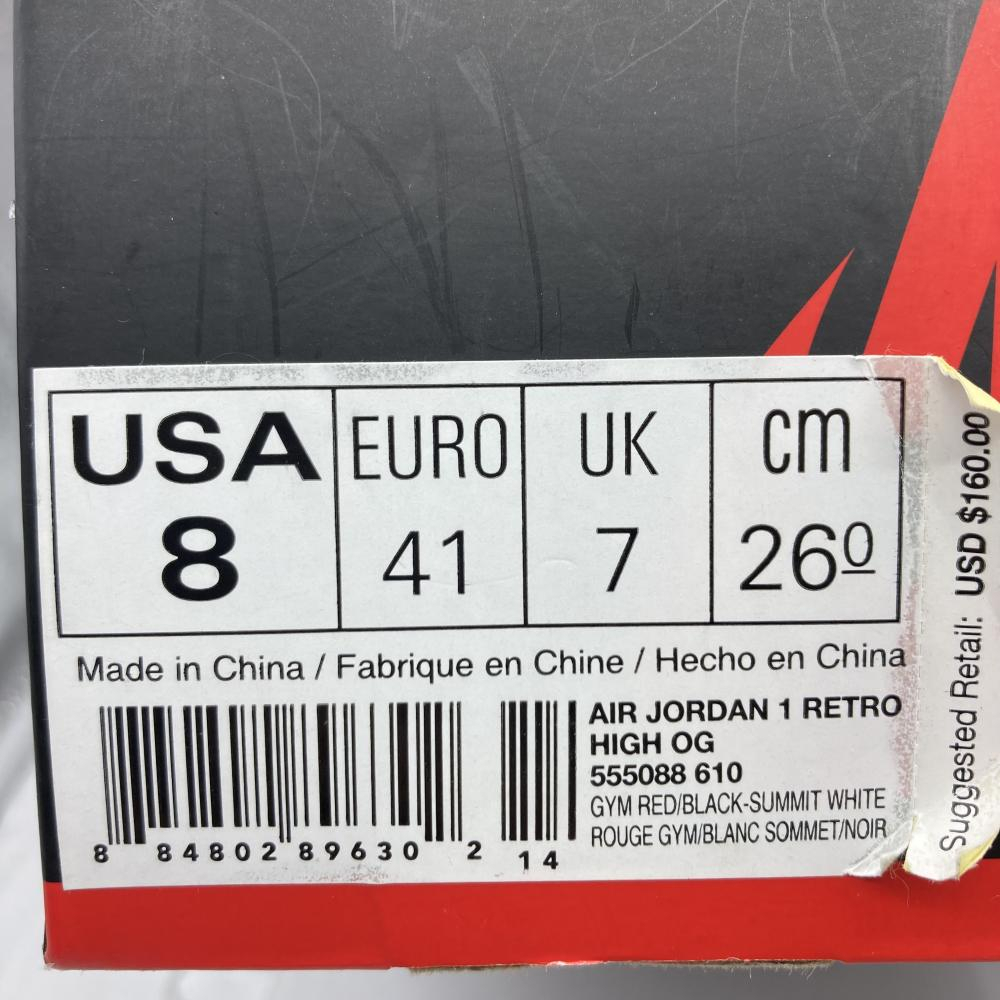 USA EURO UK cm
8 41 7 26⁰
Made in China / Fabrique en Chine / Hecho en China
AIR JORDAN 1 RETRO
HIGH OG
555088 610
GYM RED/BLACK-SUMMIT WHITE
ROUGE GYM/BLANC SOMMET/NOIR
8 84802 89630 2 14
Suggested Retail: USD $160.00